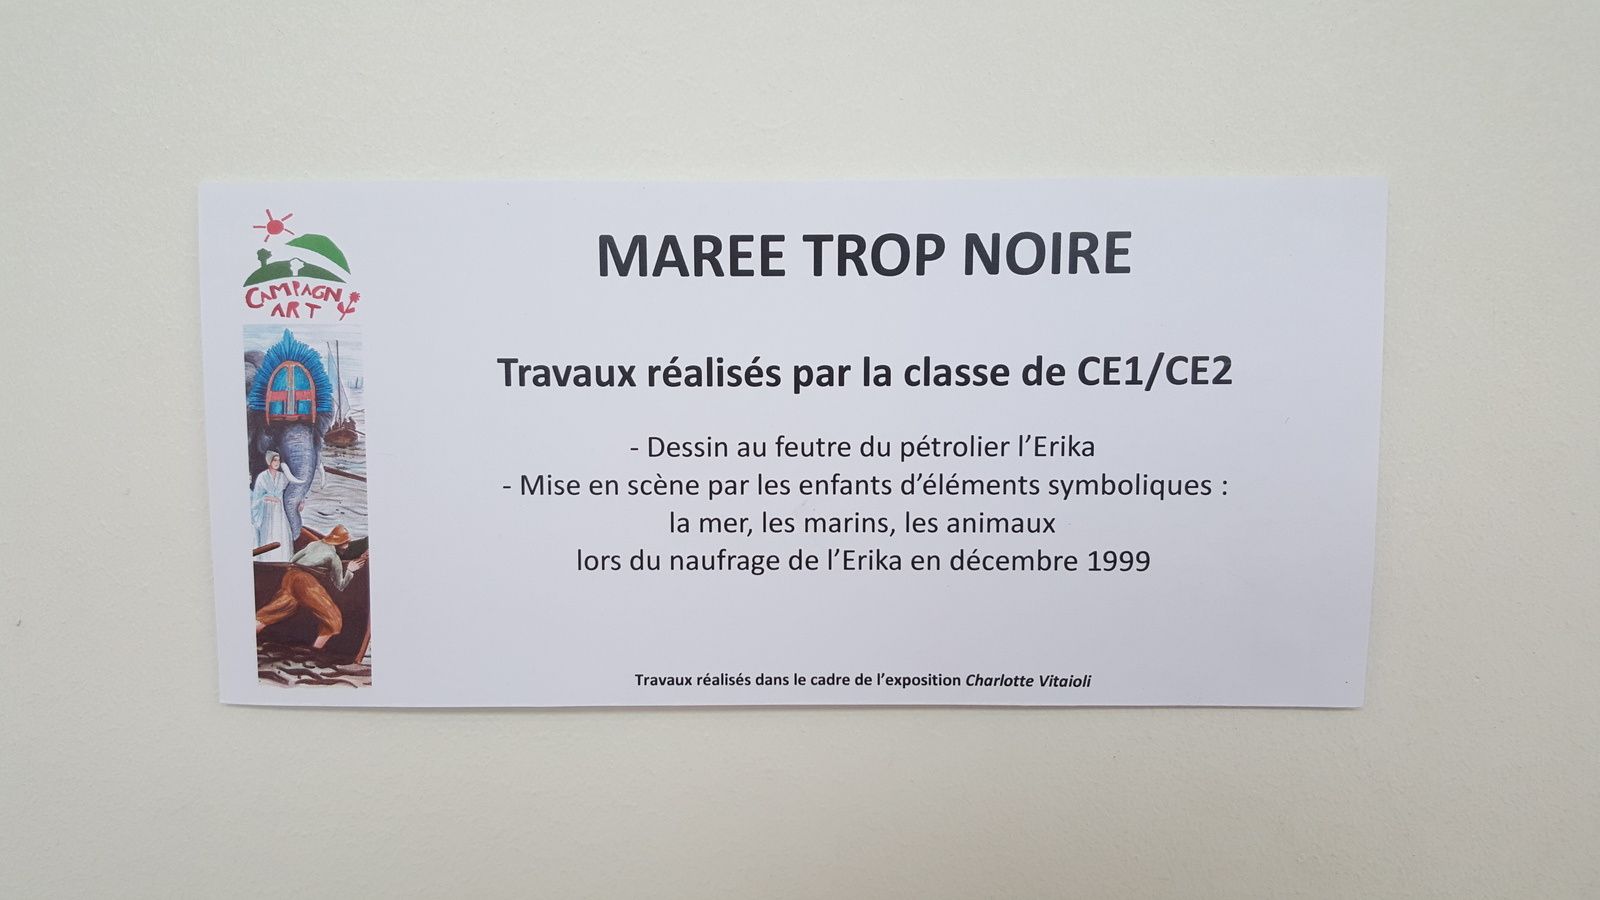 CAMPAGN
ART
MAREE TROP NOIRE
Travaux réalisés par la classe de CE1/CE2
- Dessin au feutre du pétrolier l’Erika
- Mise en scène par les enfants d’éléments symboliques :
la mer, les marins, les animaux
lors du naufrage de l’Erika en décembre 1999
Travaux réalisés dans le cadre de l’exposition Charlotte Vitaioli